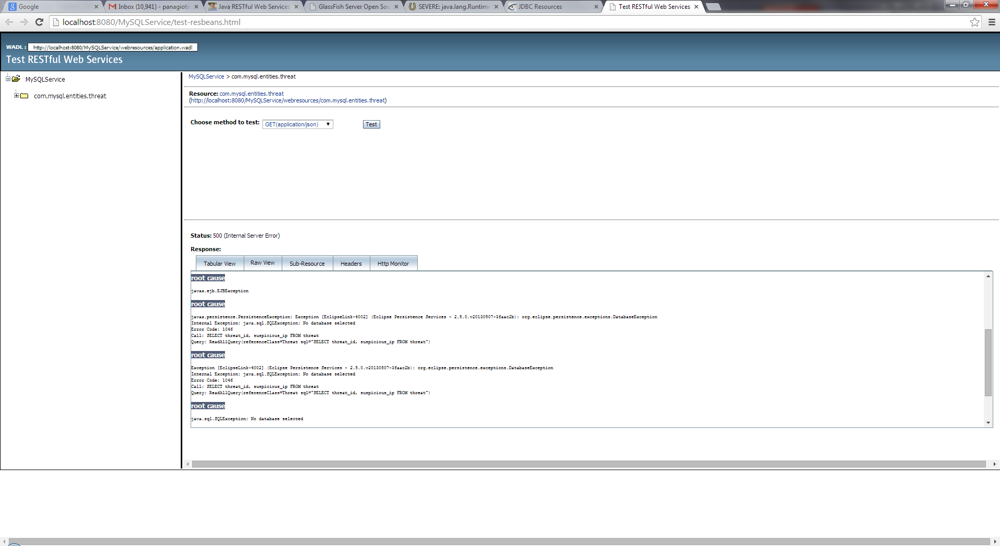 Google
Inbox (10,941) - panagioti
Java RESTful Web Services
GlassFish Server Open Sou
SEVERE: java.lang.Runtime
JDBC Resources
Test RESTful Web Services
localhost:8080/MySQLService/test-resbeans.html
WADL : http://localhost:8080/MySQLService/webresources/application.wadl
Test RESTful Web Services
MySQLService
com.mysql.entities.threat
MySQLService > com.mysql.entities.threat
Resource: com.mysql.entities.threat
(http://localhost:8080/MySQLService/webresources/com.mysql.entities.threat)
Choose method to test: GET(application/json) Test
Status: 500 (Internal Server Error)
Response:
Tabular View Raw View Sub-Resource Headers Http Monitor
root cause
javax.ejb.EJBException
root cause
javax.persistence.PersistenceException: Exception [EclipseLink-4002] (Eclipse Persistence Services - 2.5.0.v20130507-3faac2b): org.eclipse.persistence.exceptions.DatabaseException
Internal Exception: java.sql.SQLException: No database selected
Error Code: 1046
Call: SELECT threat_id, suspicious_ip FROM threat
Query: ReadAllQuery(referenceClass=Threat sql="SELECT threat_id, suspicious_ip FROM threat")
root cause
Exception [EclipseLink-4002] (Eclipse Persistence Services - 2.5.0.v20130507-3faac2b): org.eclipse.persistence.exceptions.DatabaseException
Internal Exception: java.sql.SQLException: No database selected
Error Code: 1046
Call: SELECT threat_id, suspicious_ip FROM threat
Query: ReadAllQuery(referenceClass=Threat sql="SELECT threat_id, suspicious_ip FROM threat")
root cause
java.sql.SQLException: No database selected